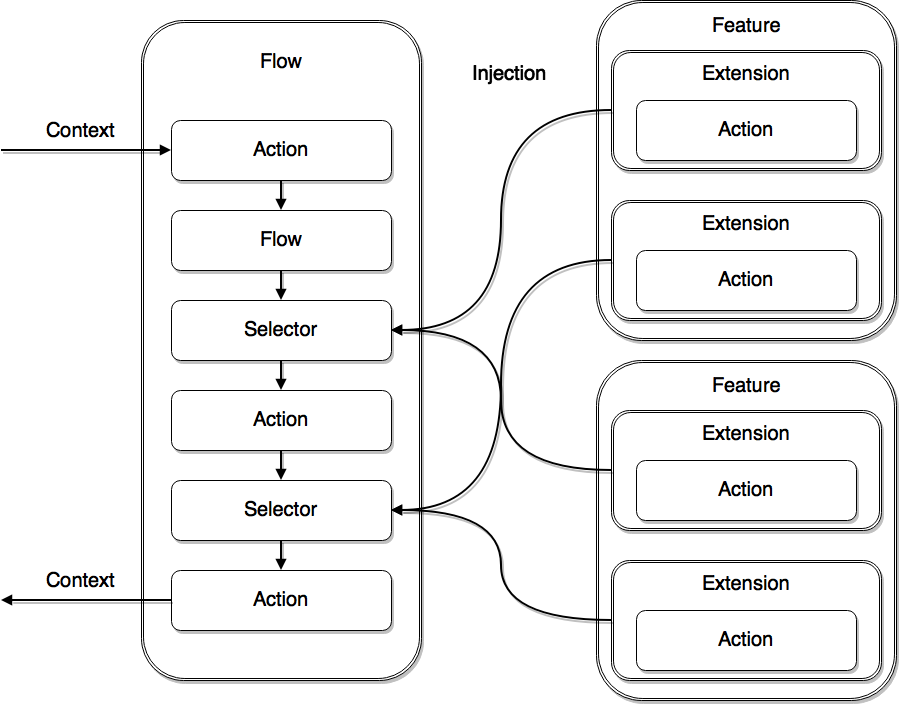 Flow
Context
Action
Flow
Selector
Action
Selector
Context
Action
Injection
Feature
Extension
Action
Extension
Action
Feature
Extension
Action
Extension
Action